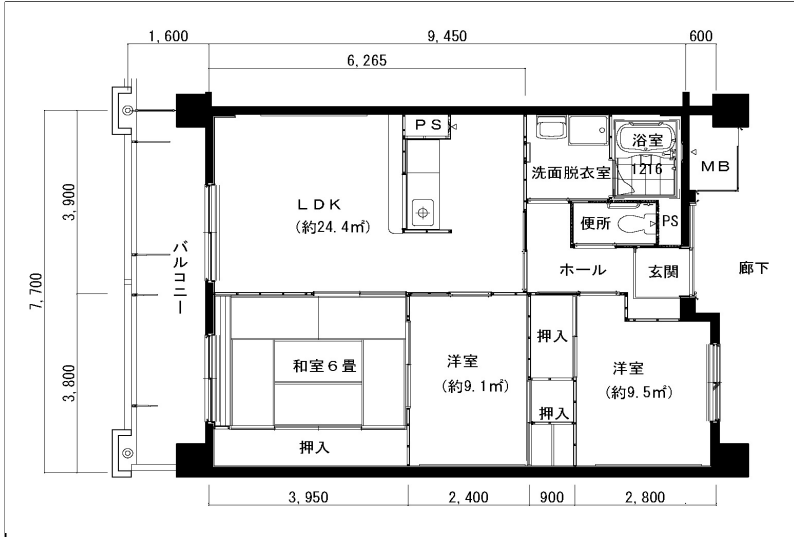 1,600
9,450
600
6,265
PS
浴室
1216
洗面脱衣室
MB
LDK
(約24.4㎡)
便所
PS
ホール
玄関
廊下
バルコニー
3,900
7,700
3,800
和室6畳
洋室
(約9.1㎡)
押入
押入
洋室
(約9.5㎡)
押入
3,950
2,400
900
2,800